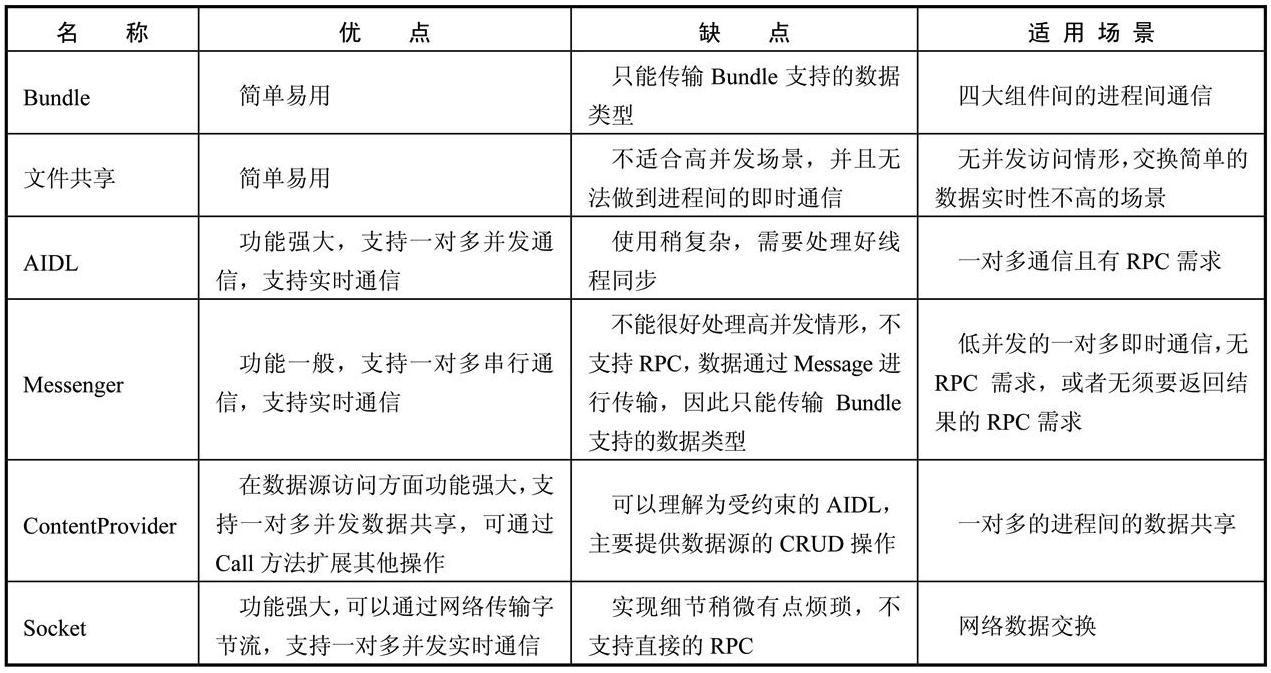 名 称
优 点
缺 点
适 用 场 景
Bundle
简单易用
只能传输 Bundle 支持的数据
类型
四大组件间的进程间通信
文件共享
简单易用
不适合高并发场景，并且无
法做到进程间的即时通信
无并发访问情形，交换简单的
数据实时性不高的场景
AIDL
功能强大，支持一对多并发通
信，支持实时通信
使用稍复杂，需要处理好线
程同步
一对多通信且有 RPC 需求
Messenger
功能一般，支持一对多串行通
信，支持实时通信
不能很好处理高并发情形，不
支持 RPC，数据通过 Message 进
行传输，因此只能传输 Bundle
支持的数据类型
低并发的一对多即时通信，无
RPC 需求，或者无须要返回结
果的 RPC 需求
ContentProvider
在数据源访问方面功能强大，支
持一对多并发数据共享，可通过
Call 方法扩展其他操作
可以理解为受约束的 AIDL，
主要提供数据源的 CRUD 操作
一对多的进程间的数据共享
Socket
功能强大，可以通过网络传输字
节流，支持一对多并发实时通信
实现细节稍微有点烦琐，不
支持直接的 RPC
网络数据交换